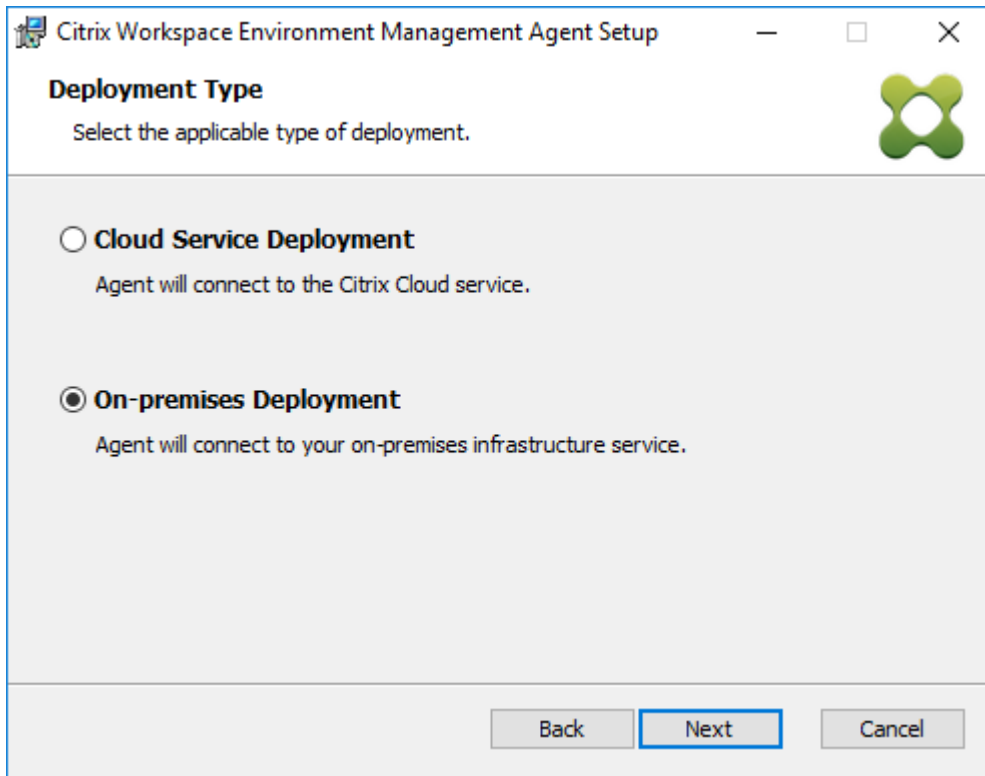 Citrix Workspace Environment Management Agent Setup
Deployment Type
Select the applicable type of deployment.
Cloud Service Deployment
Agent will connect to the Citrix Cloud service.
On-premises Deployment
Agent will connect to your on-premises infrastructure service.
Back Next Cancel